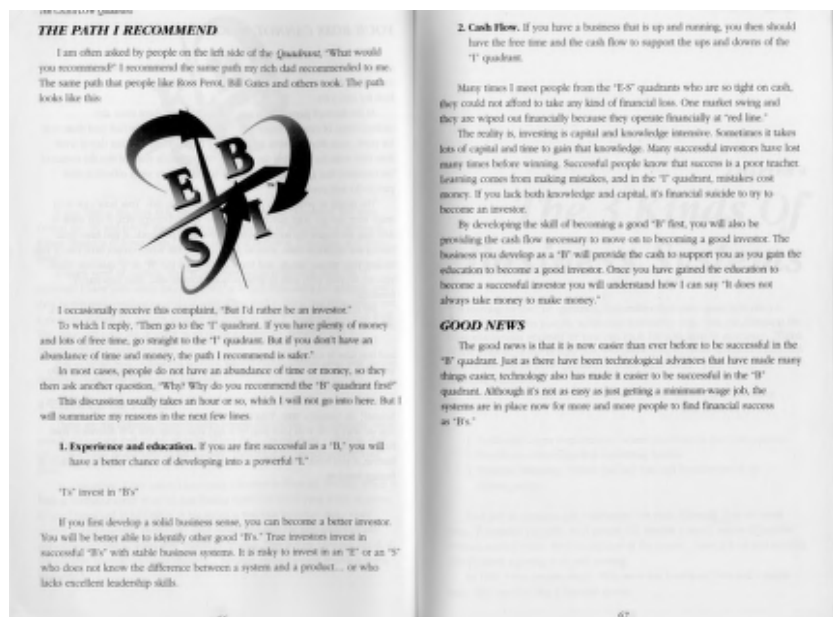 THE PATH I RECOMMEND
I am often asked by people on the left side of the Quadrant, "What would
you recommend?" I recommend the same path my rich dad recommended to me.
The same path that people like Ross Perot, Bill Gates and others took. The path
looks like this:
E B
S I
I occasionally receive this complaint, "But I'd rather be an investor."
To which I reply, "Then go to the "I" quadrant. If you have plenty of money
and lots of free time, go straight to the "I" quadrant. But if you don't have an
abundance of time and money, the path I recommend is safer."
In most cases, people do not have an abundance of time or money, so they
then ask another question, "Why? Why do you recommend the "B" quadrant first?"
This discussion usually takes an hour or so, which I will not go into here. But I
will summarize my reasons in the next few lines.
1. Experience and education. If you are first successful as a "B," you will
have a better chance of developing into a powerful "I."
"I's" invest in "B's"
If you first develop a solid business sense, you can become a better investor.
You will be better able to identify other good "B's." True investors invest in
successful "B's" with stable business systems. It is risky to invest in an "E" or an "S"
who does not know the difference between a system and a product... or who
lacks excellent leadership skills.
2. Cash Flow. If you have a business that is up and running, you then should
have the free time and the cash flow to support the ups and downs of the
"I" quadrant.
Many times I meet people from the "E-S" quadrants who are so tight on cash,
they could not afford to take any kind of financial loss. One market swing and
they are wiped out financially because they operate financially at "red line."
The reality is, investing is capital and knowledge intensive. Sometimes it takes
lots of capital and time to gain that knowledge. Many successful investors have lost
many times before winning. Successful people know that success is a poor teacher.
Learning comes from making mistakes, and in the "I" quadrant, mistakes cost
money. If you lack both knowledge and capital, it's financial suicide to try to
become an investor.
By developing the skill of becoming a good "B" first, you will also be
providing the cash flow necessary to move on to becoming a good investor. The
business you develop as a "B" will provide the cash to support you as you gain the
education to become a good investor. Once you have gained the education to
become a successful investor you will understand how I can say "It does not
always take money to make money."
GOOD NEWS
The good news is that it is now easier than ever before to be successful in the
"B" quadrant. Just as there have been technological advances that have made many
things easier, technology also has made it easier to be successful in the "B"
quadrant. Although it's not as easy as just getting a minimum-wage job, the
systems are in place now for more and more people to find financial success
as "B's."
67